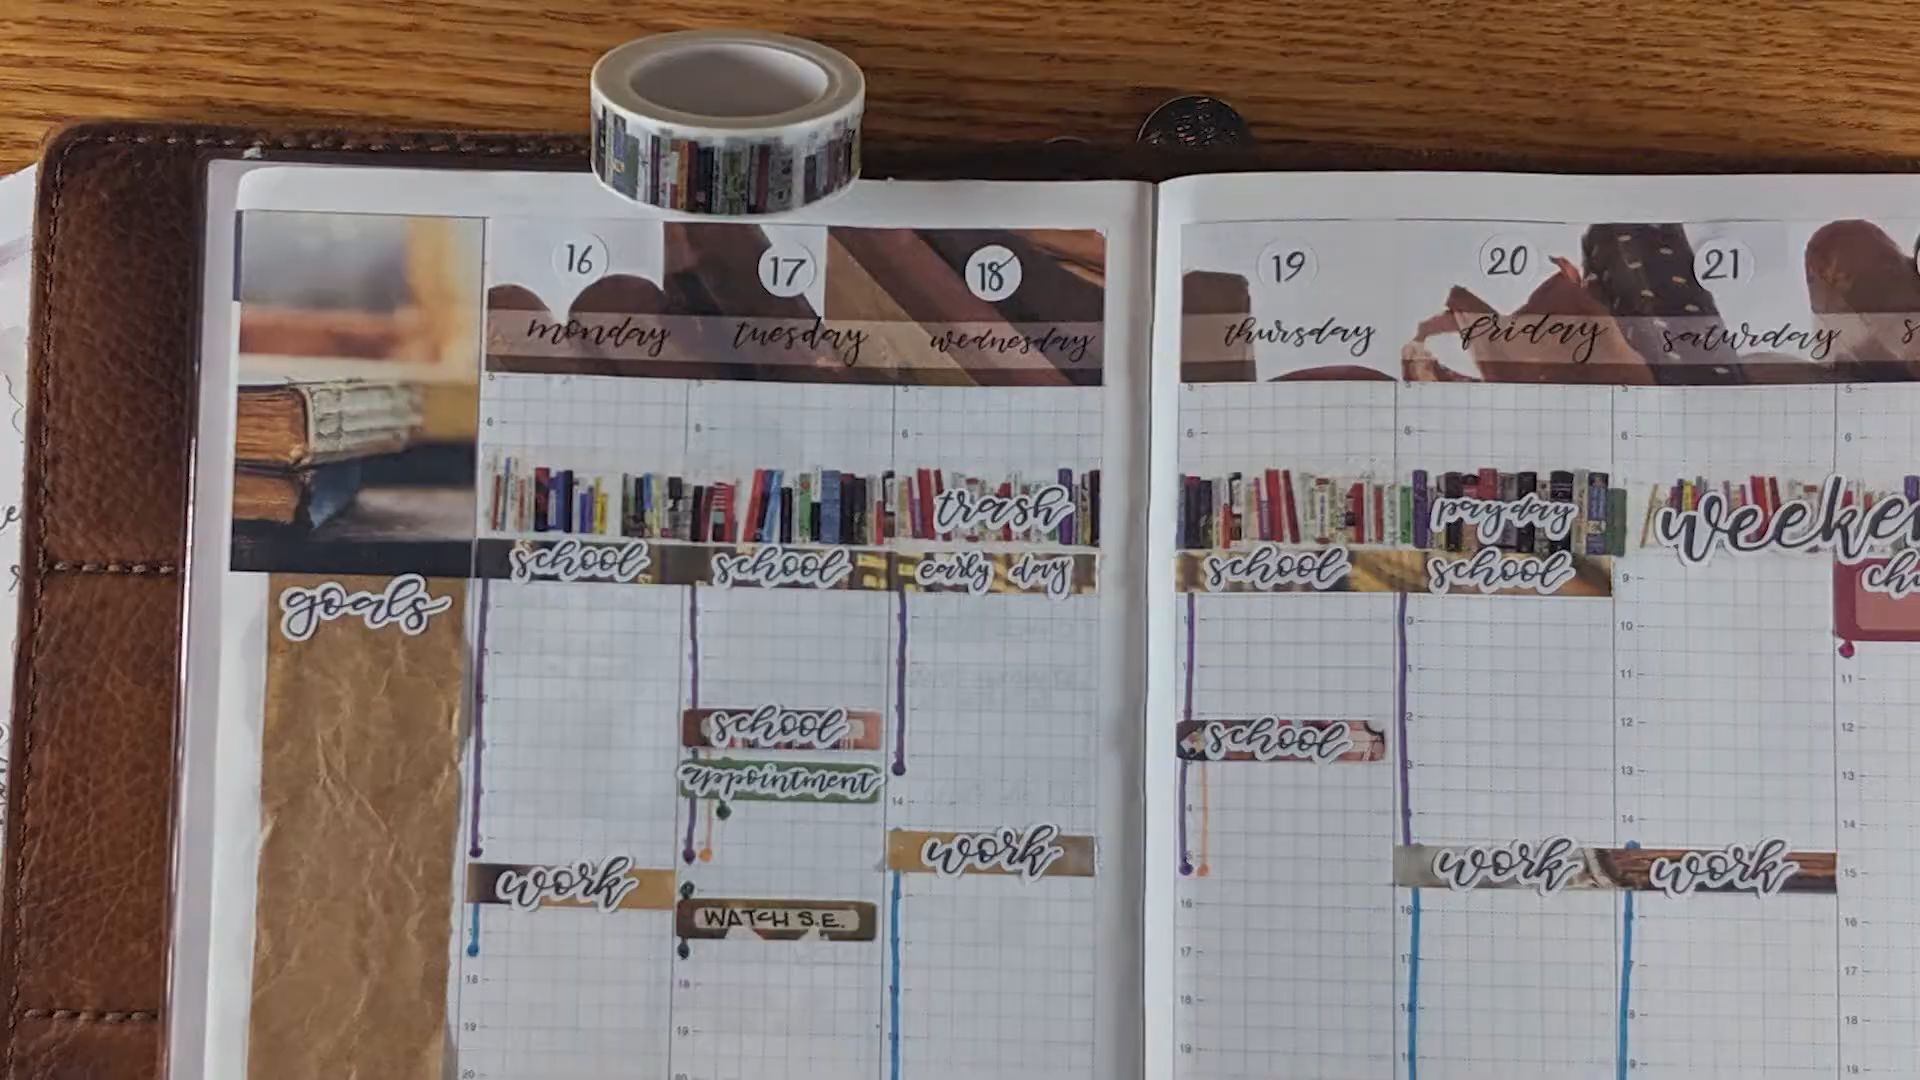 16 17 18 19 20 21
monday tuesday wednesday thursday friday saturday
trash payday
school school early day school school
goals
school school
appointment
work work work work
WATCH S.E.